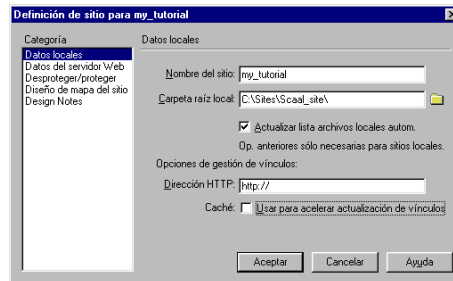 Definición de sitio para my_tutorial
Categoría
Datos locales
Datos del servidor Web
Desproteger/proteger
Diseño de mapa del sitio
Design Notes
Datos locales
Nombre del sitio: my_tutorial
Carpeta raíz local: C:\Sites\Scaal_site\
Actualizar lista archivos locales autom.
Op. anteriores sólo necesarias para sitios locales.
Opciones de gestión de vínculos:
Dirección HTTP: http://
Caché: Usar para acelerar actualización de vínculos
Aceptar Cancelar Ayuda